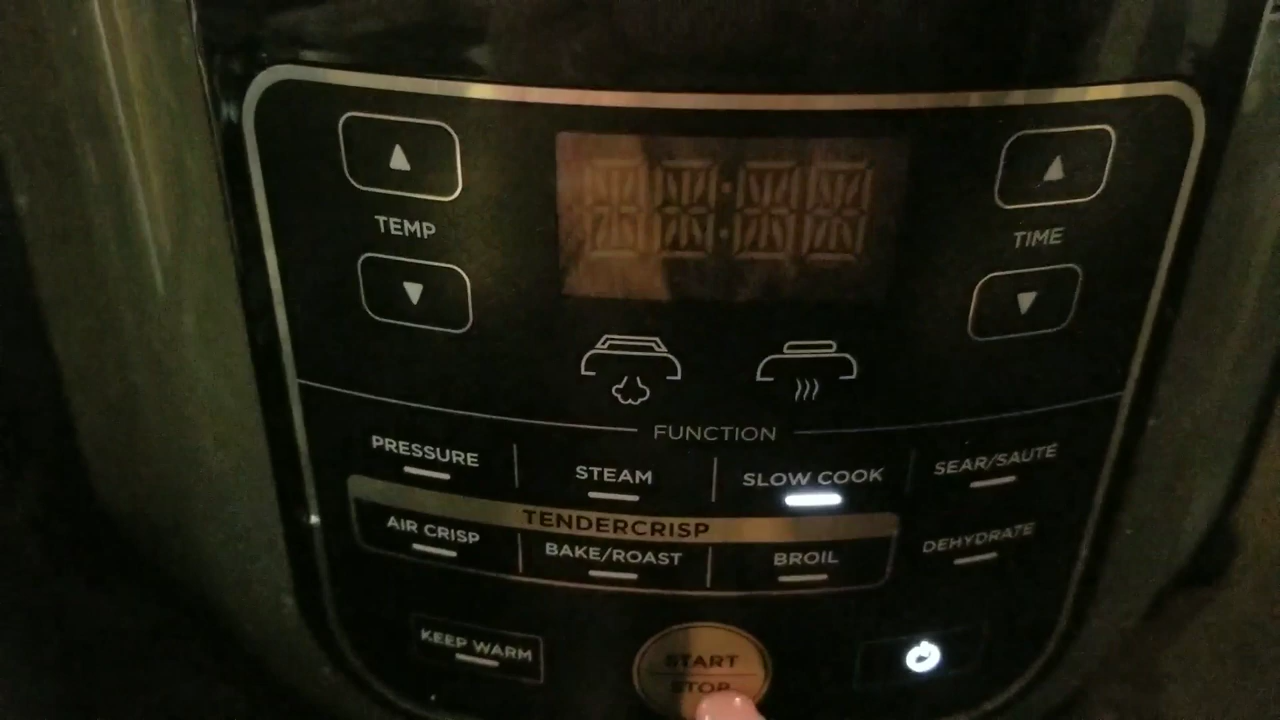 TEMP
TIME
FUNCTION
PRESSURE
STEAM
SLOW COOK
SEAR/SAUTÉ
TENDERCRISP
AIR CRISP
BAKE/ROAST
BROIL
DEHYDRATE
KEEP WARM
START
STOP